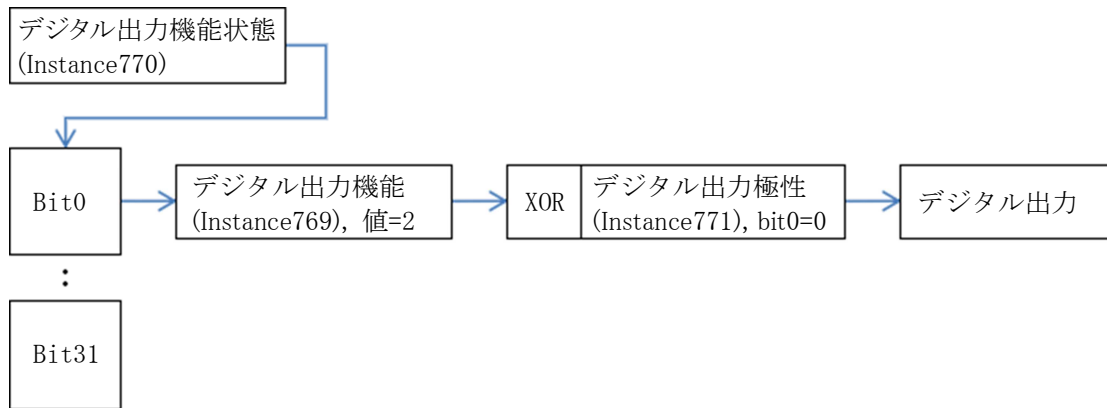 デジタル出力機能状態
(Instance770)
Bit0
デジタル出力機能
(Instance769), 値=2
XOR
デジタル出力極性
(Instance771), bit0=0
デジタル出力
:
Bit31